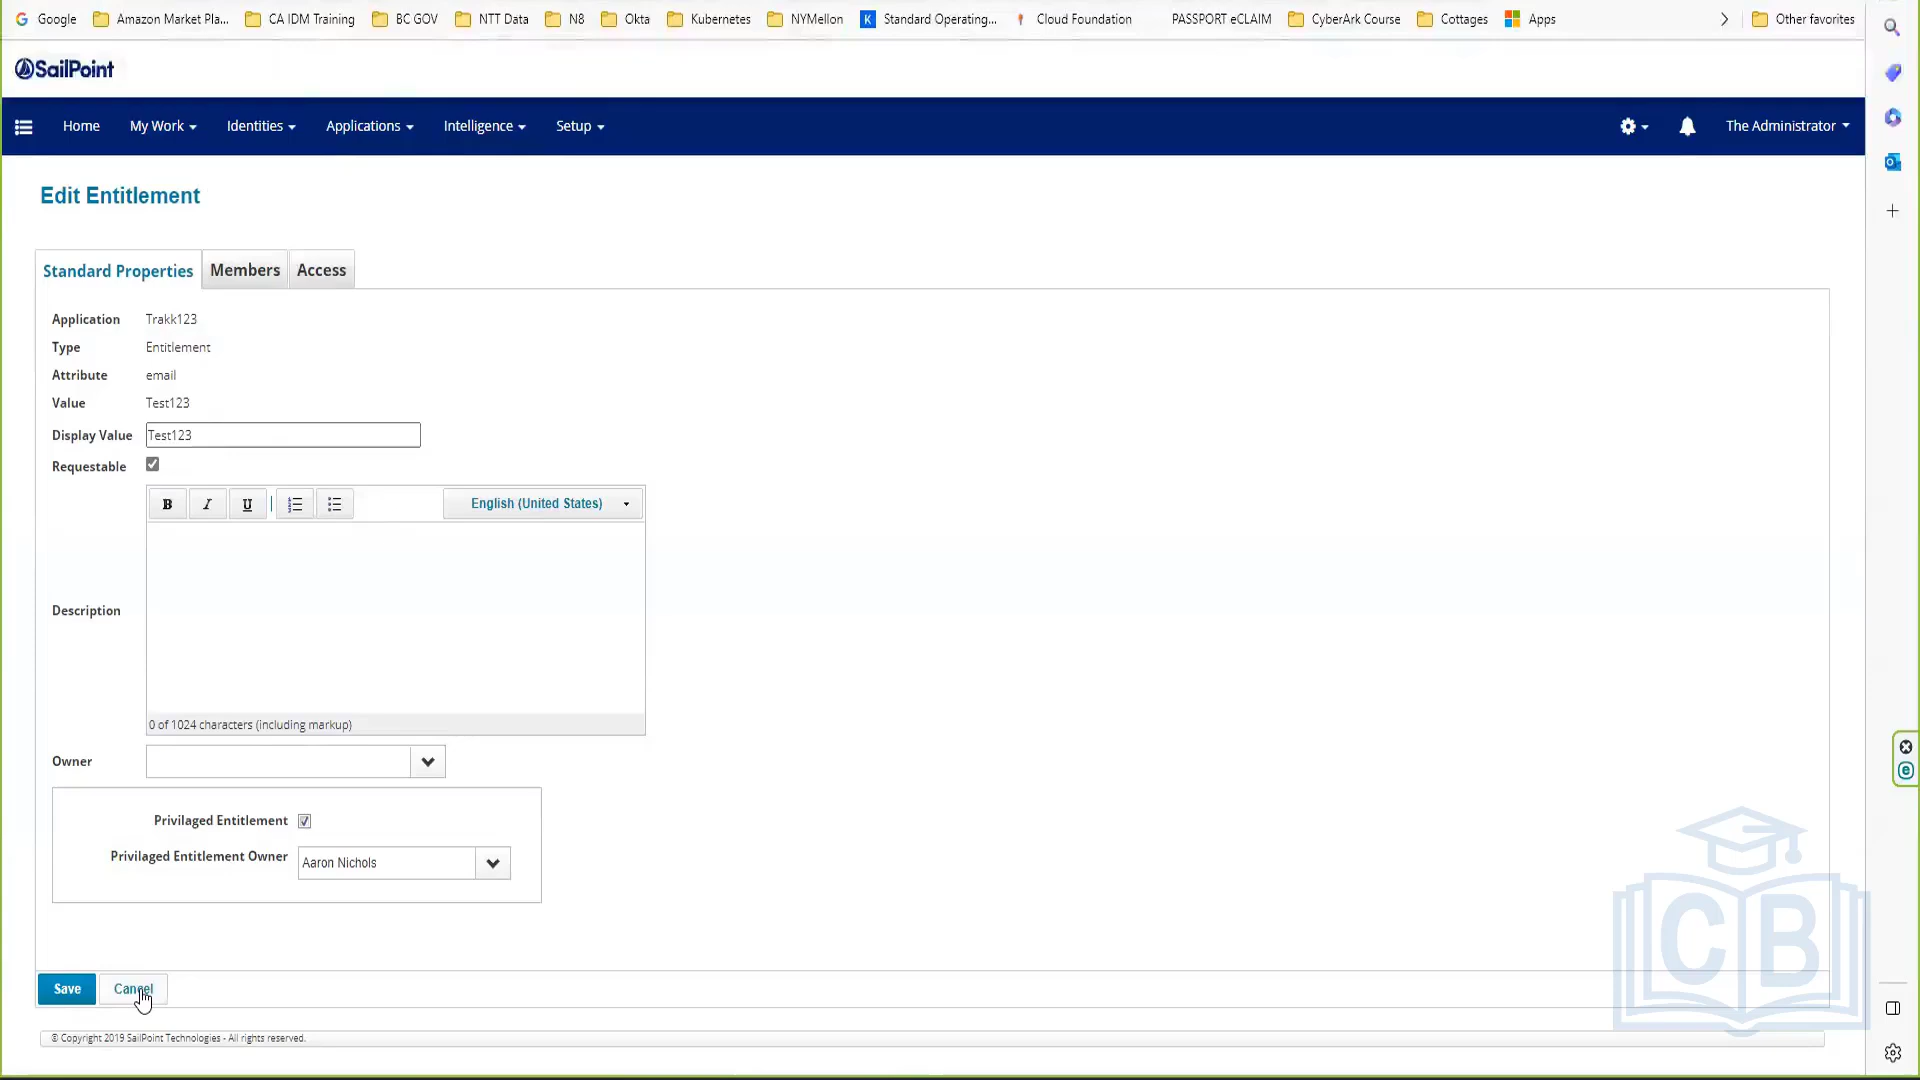 Google Amazon Market Pla... CA IDM Training BC GOV NTT Data N8 Okta Kubernetes NYMellon K Standard Operating... Cloud Foundation PASSPORT eCLAIM CyberArk Course Cottages Apps Other favorites
SailPoint
Home My Work Identities Applications Intelligence Setup The Administrator
Edit Entitlement
Standard Properties Members Access
Application Trakk123
Type Entitlement
Attribute email
Value Test123
Display Value Test123
Requestable
B I U English (United States)
Description
0 of 1024 characters (including markup)
Owner
Privilaged Entitlement
Privilaged Entitlement Owner Aaron Nichols
CB
Save Cancel
© Copyright 2019 SailPoint Technologies - All rights reserved.